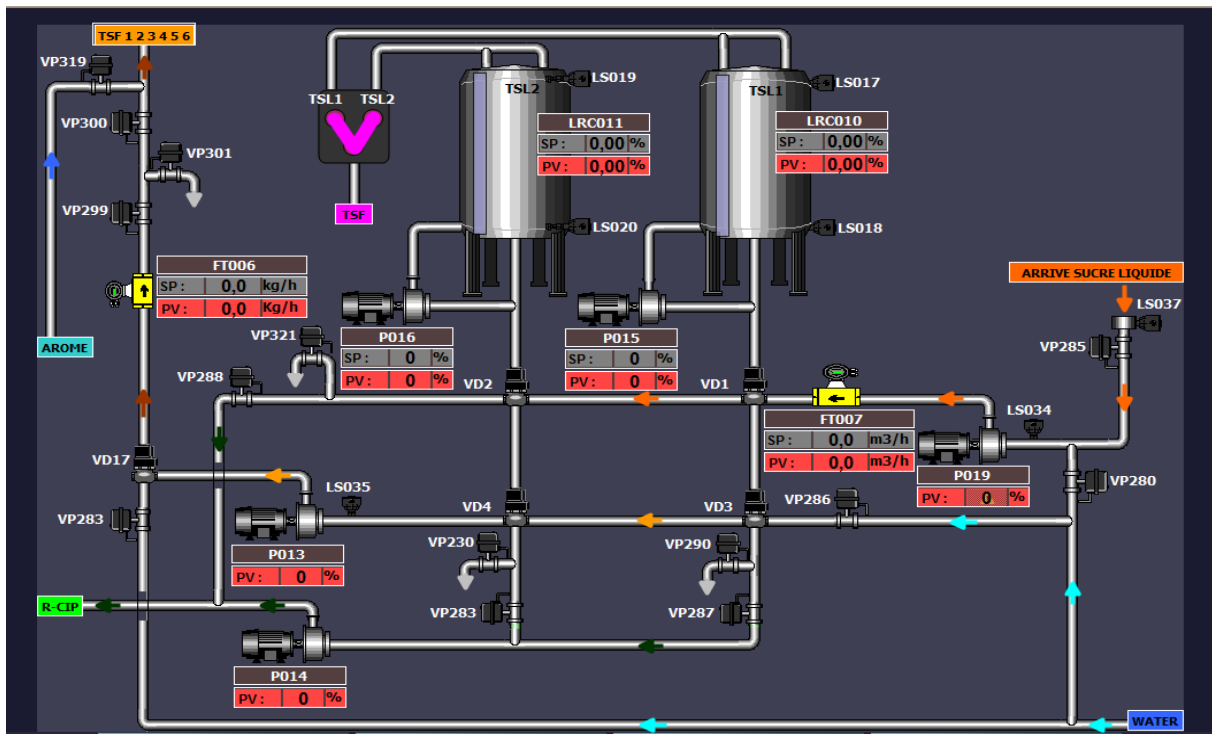 TSF 1 2 3 4 5 6
VP319
VP300
VP301
VP299
TSL1 TSL2
TSF
TSL2
LS019
LRC011
SP : 0,00 %
PV : 0,00 %
LS020
TSL1
LS017
LRC010
SP : 0,00 %
PV : 0,00 %
LS018
FT006
SP : 0,0 kg/h
PV : 0,0 Kg/h
AROME
ARRIVE SUCRE LIQUIDE
LS037
VP285
VP321
P016
SP : 0 %
PV : 0 %
P015
SP : 0 %
PV : 0 %
VP288
VD2
VD1
FT007
SP : 0,0 m3/h
PV : 0,0 m3/h
LS034
P019
PV : 0 %
VP280
VD17
LS035
VD4
VD3
VP286
VP283
P013
PV : 0 %
VP230
VP290
R-CIP
VP283
VP287
P014
PV : 0 %
WATER